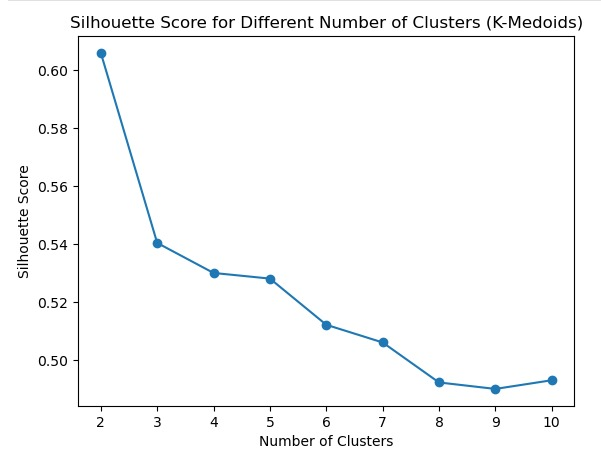 Silhouette Score for Different Number of Clusters (K-Medoids)
0.60
0.58
0.56
0.54
0.52
0.50
Silhouette Score
2 3 4 5 6 7 8 9 10
Number of Clusters